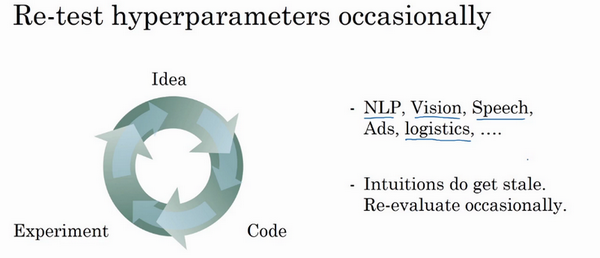 Re-test hyperparameters occasionally
Idea
Experiment
Code
- NLP, Vision, Speech,
Ads, logistics, ....
- Intuitions do get stale.
Re-evaluate occasionally.